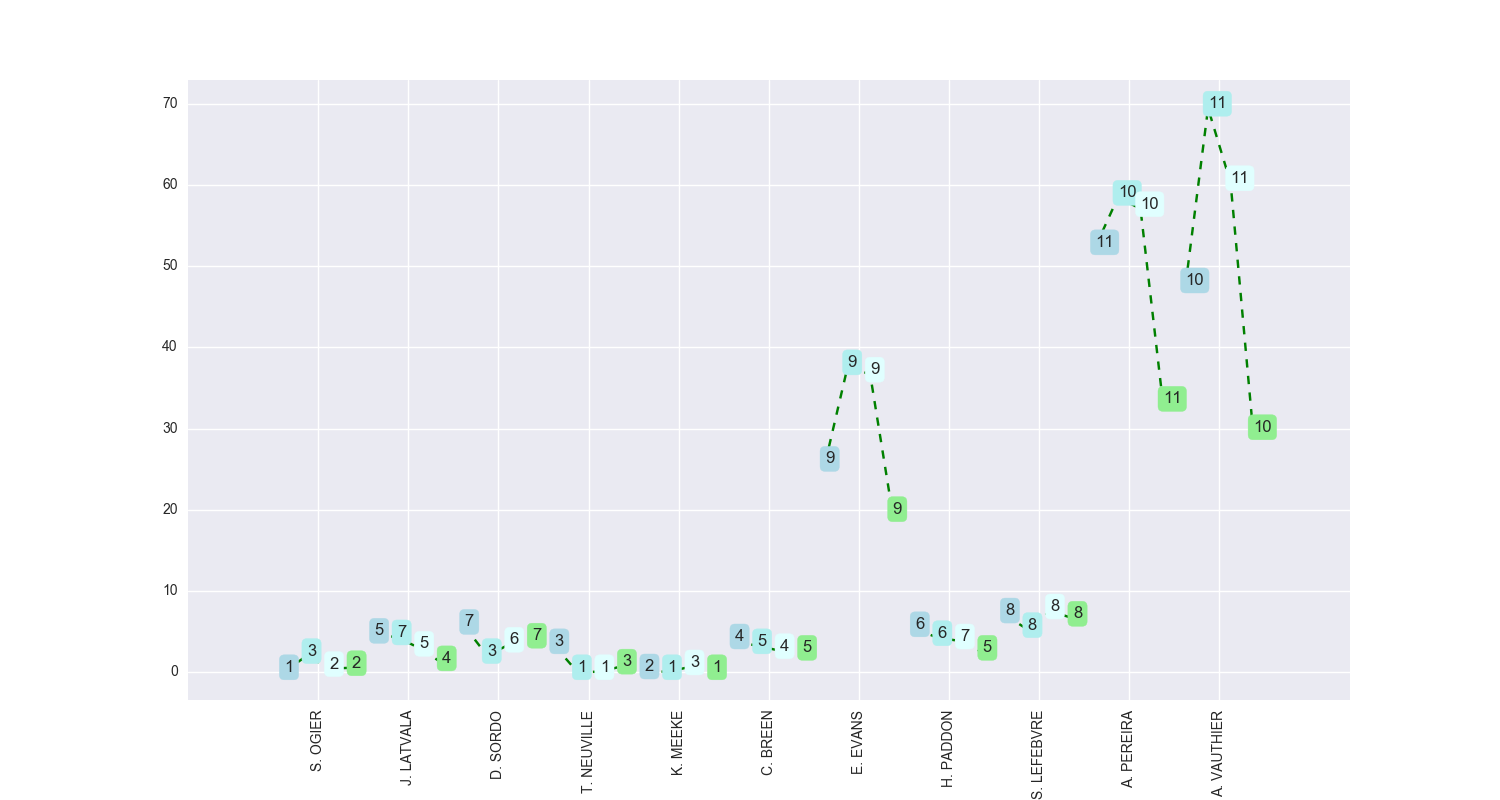 70
60
50
40
30
20
10
0
1 3 2 2
5 7 5 4
7 3 6 7
3 1 1 3
2 1 3 1
4 5 4 5
9 9 9 9
6 6 7 5
8 8 8 8
11 10 10 11
10 11 11 10
S. OGIER
J. LATVALA
D. SORDO
T. NEUVILLE
K. MEEKE
C. BREEN
E. EVANS
H. PADDON
S. LEFEBVRE
A. PEREIRA
A. VAUTHIER